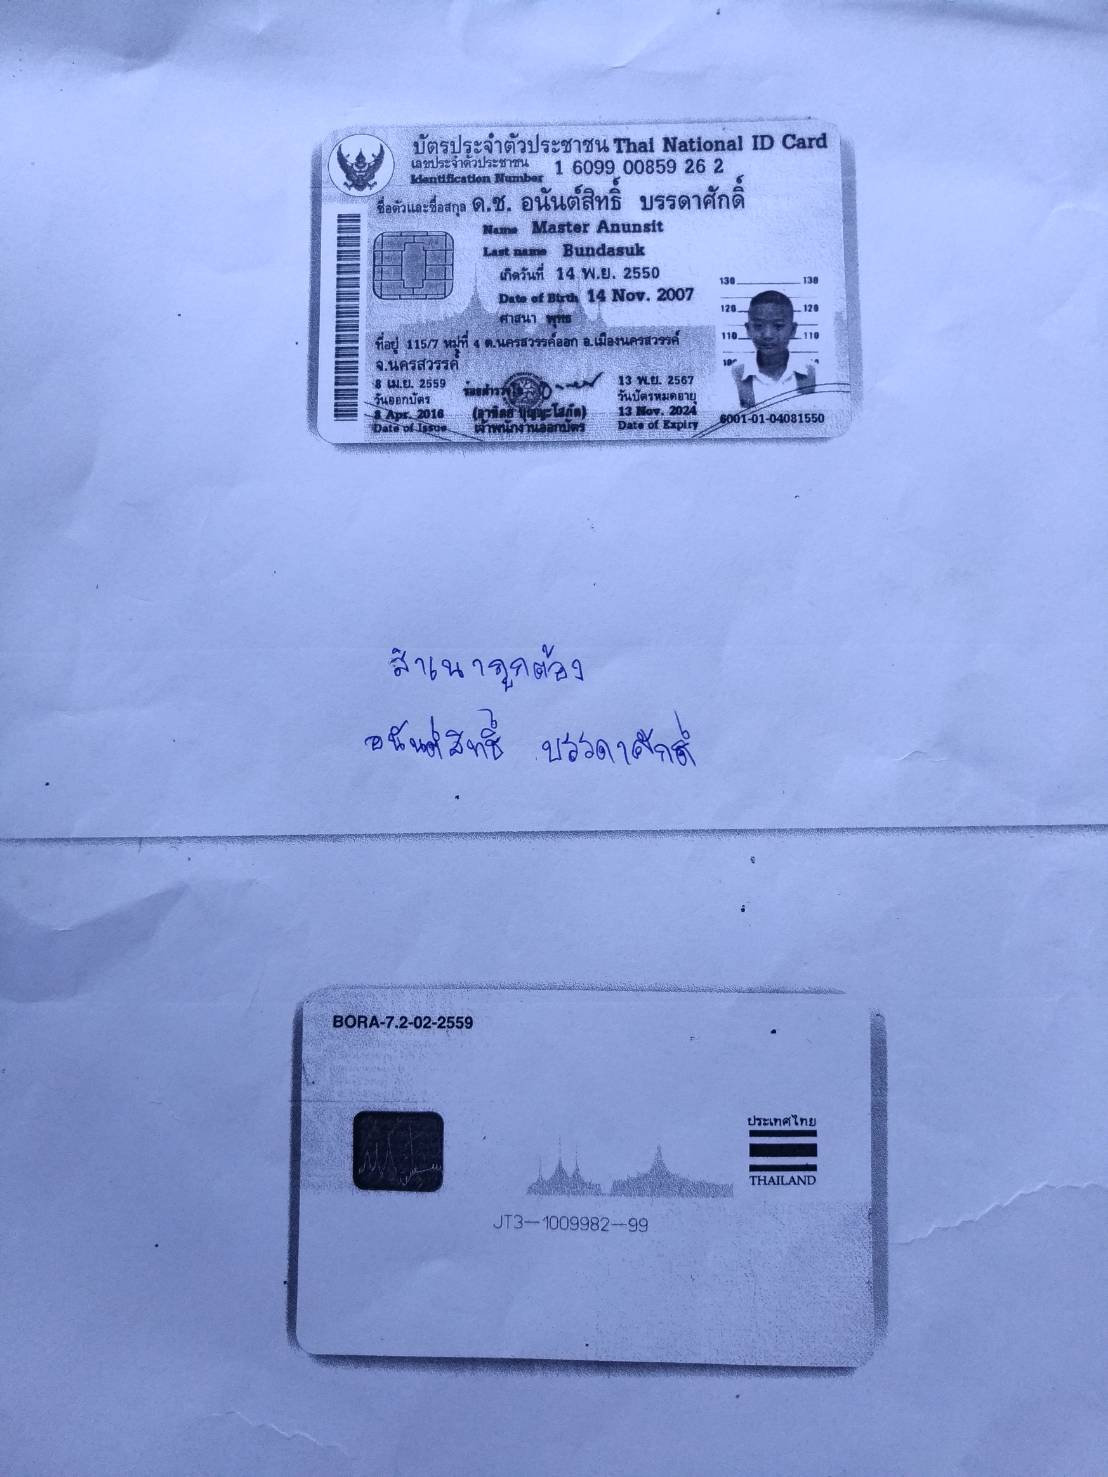 บัตรประจำตัวประชาชน Thai National ID Card
เลขประจำตัวประชาชน
Identification Number 1 6099 00859 26 2
ชื่อตัวและชื่อสกุล ด.ช. อนันต์สิทธิ์ บรรดาศักดิ์
Name Master Anunsit
Last name Bundasuk
เกิดวันที่ 14 พ.ย. 2550
Date of Birth 14 Nov. 2007
ศาสนา พุทธ
ที่อยู่ 115/7 หมู่ที่ 4 ต.นครสวรรค์ออก อ.เมืองนครสวรรค์
จ.นครสวรรค์
8 เม.ย. 2559
วันออกบัตร
8 Apr. 2016
Date of Issue
เจ้าพนักงานออกบัตร
13 พ.ย. 2567
วันบัตรหมดอายุ
13 Nov. 2024
Date of Expiry
130 130
120 120
110 110
6001-01-04081550
สำเนาถูกต้อง
อนันต์สิทธิ์ บรรดาศักดิ์
BORA-7.2-02-2559
ประเทศไทย
THAILAND
JT3-1009982-99